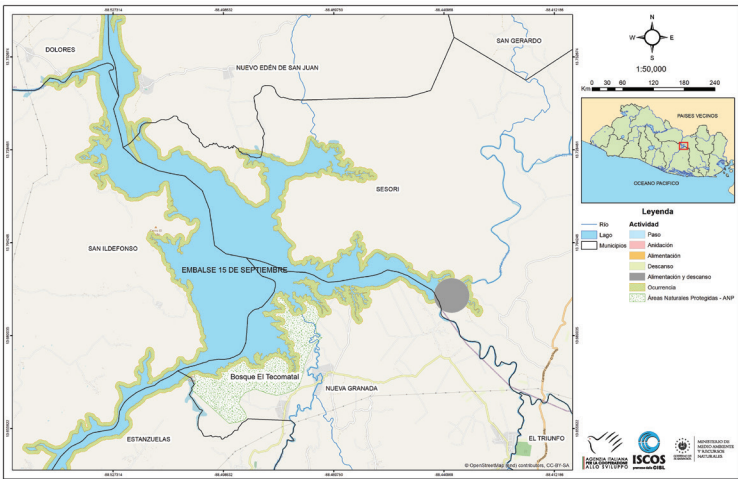 DOLORES
NUEVO EDÉN DE SAN JUAN
SAN GERARDO
SESORI
SAN ILDEFONSO
EMBALSE 15 DE SEPTIEMBRE
Bosque El Tecomatal
NUEVA GRANADA
ESTANZUELAS
EL TRIUNFO
© OpenStreetMap (and) contributors, CC-BY-SA
N
W E
S
1:50,000
Km
0 30 60 120 180 240
PAISES VECINOS
OCEANO PACIFICO
Leyenda
Río
Lago
Municipios
Actividad
Paso
Anidación
Alimentación
Descanso
Alimentación y descanso
Ocurrencia
Áreas Naturales Protegidas - ANP
AGENZIA ITALIANA
PER LA COOPERAZIONE
ALLO SVILUPPO
ISCOS
CISL
MINISTERIO DE
MEDIO AMBIENTE
Y RECURSOS
NATURALES